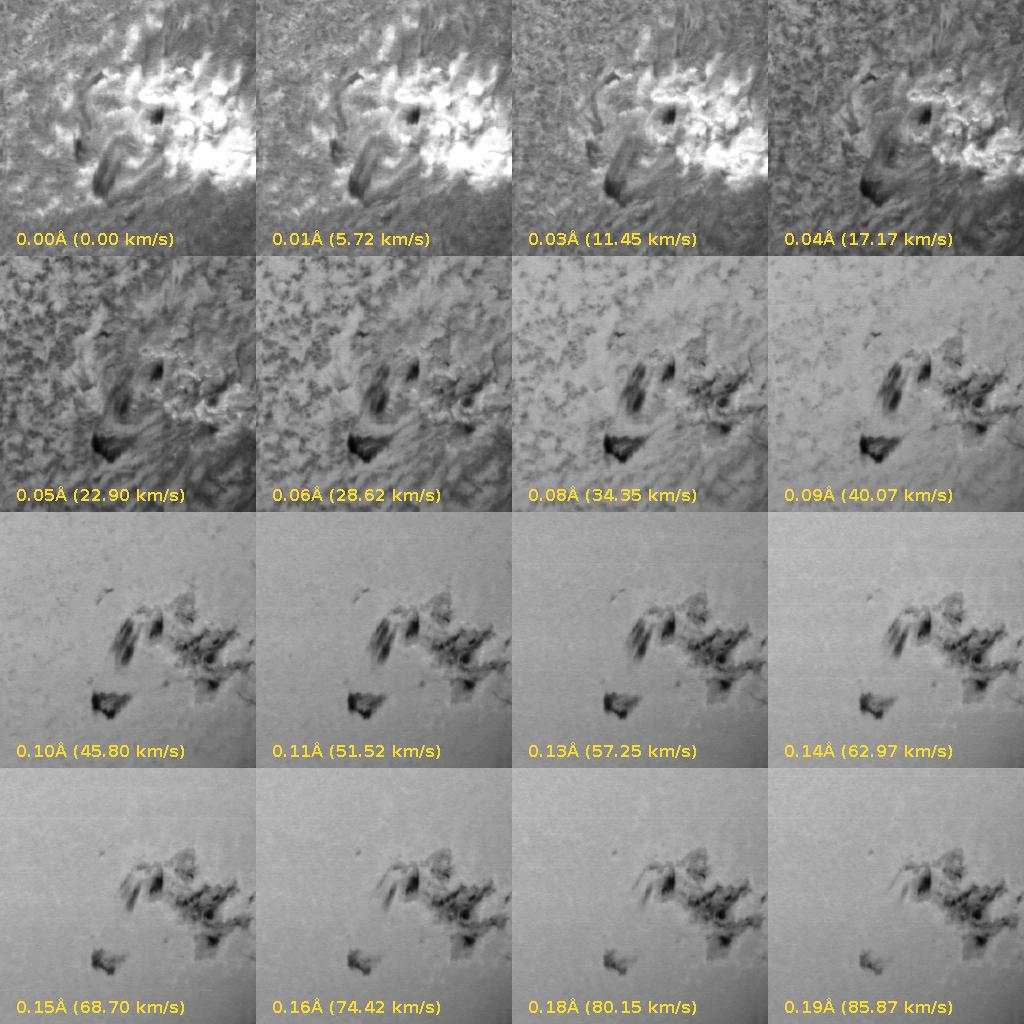 0.00Å (0.00 km/s)
0.01Å (5.72 km/s)
0.03Å (11.45 km/s)
0.04Å (17.17 km/s)
0.05Å (22.90 km/s)
0.06Å (28.62 km/s)
0.08Å (34.35 km/s)
0.09Å (40.07 km/s)
0.10Å (45.80 km/s)
0.11Å (51.52 km/s)
0.13Å (57.25 km/s)
0.14Å (62.97 km/s)
0.15Å (68.70 km/s)
0.16Å (74.42 km/s)
0.18Å (80.15 km/s)
0.19Å (85.87 km/s)